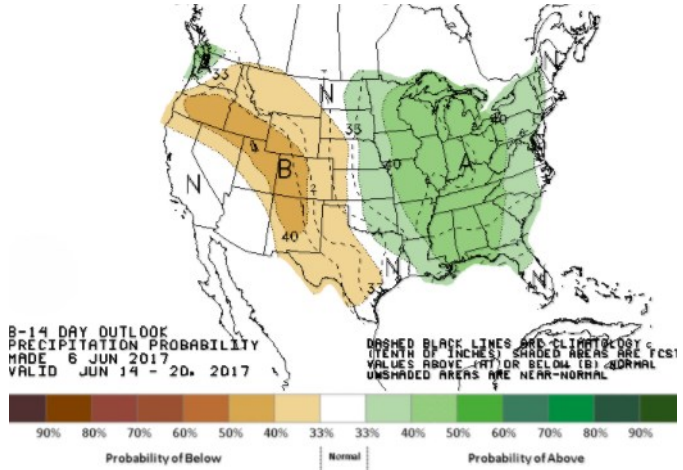 33
N
N
33
B
40
A
N
2
40
33
N
N
8-14 DAY OUTLOOK
PRECIPITATION PROBABILITY
MADE 6 JUN 2017
VALID JUN 14 - 20, 2017
DASHED BLACK LINES ARE CLIMATOLOGY
(TENTH OF INCHES) SHADED AREAS ARE FCST
VALUES ABOVE (A) OR BELOW (B) NORMAL
UNSHADED AREAS ARE NEAR-NORMAL
90% 80% 70% 60% 50% 40% 33% 33% 40% 50% 60% 70% 80% 90%
Probability of Below Normal Probability of Above